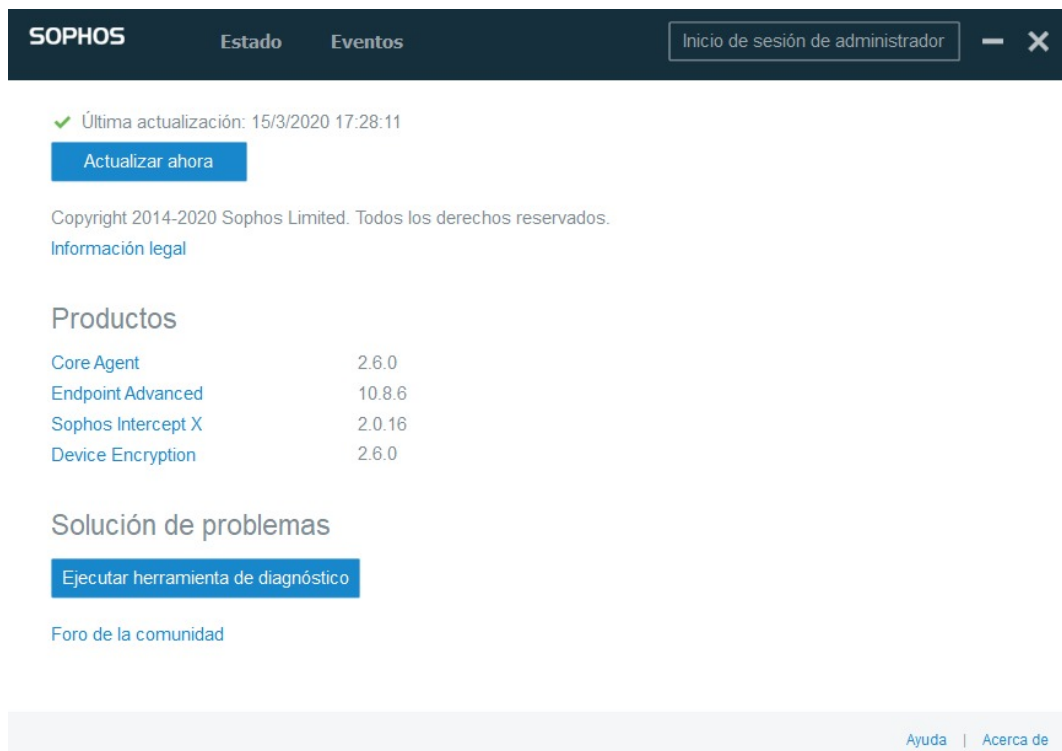 SOPHOS Estado Eventos Inicio de sesión de administrador
Última actualización: 15/3/2020 17:28:11
Actualizar ahora
Copyright 2014-2020 Sophos Limited. Todos los derechos reservados.
Información legal
Productos
Core Agent 2.6.0
Endpoint Advanced 10.8.6
Sophos Intercept X 2.0.16
Device Encryption 2.6.0
Solución de problemas
Ejecutar herramienta de diagnóstico
Foro de la comunidad
Ayuda | Acerca de